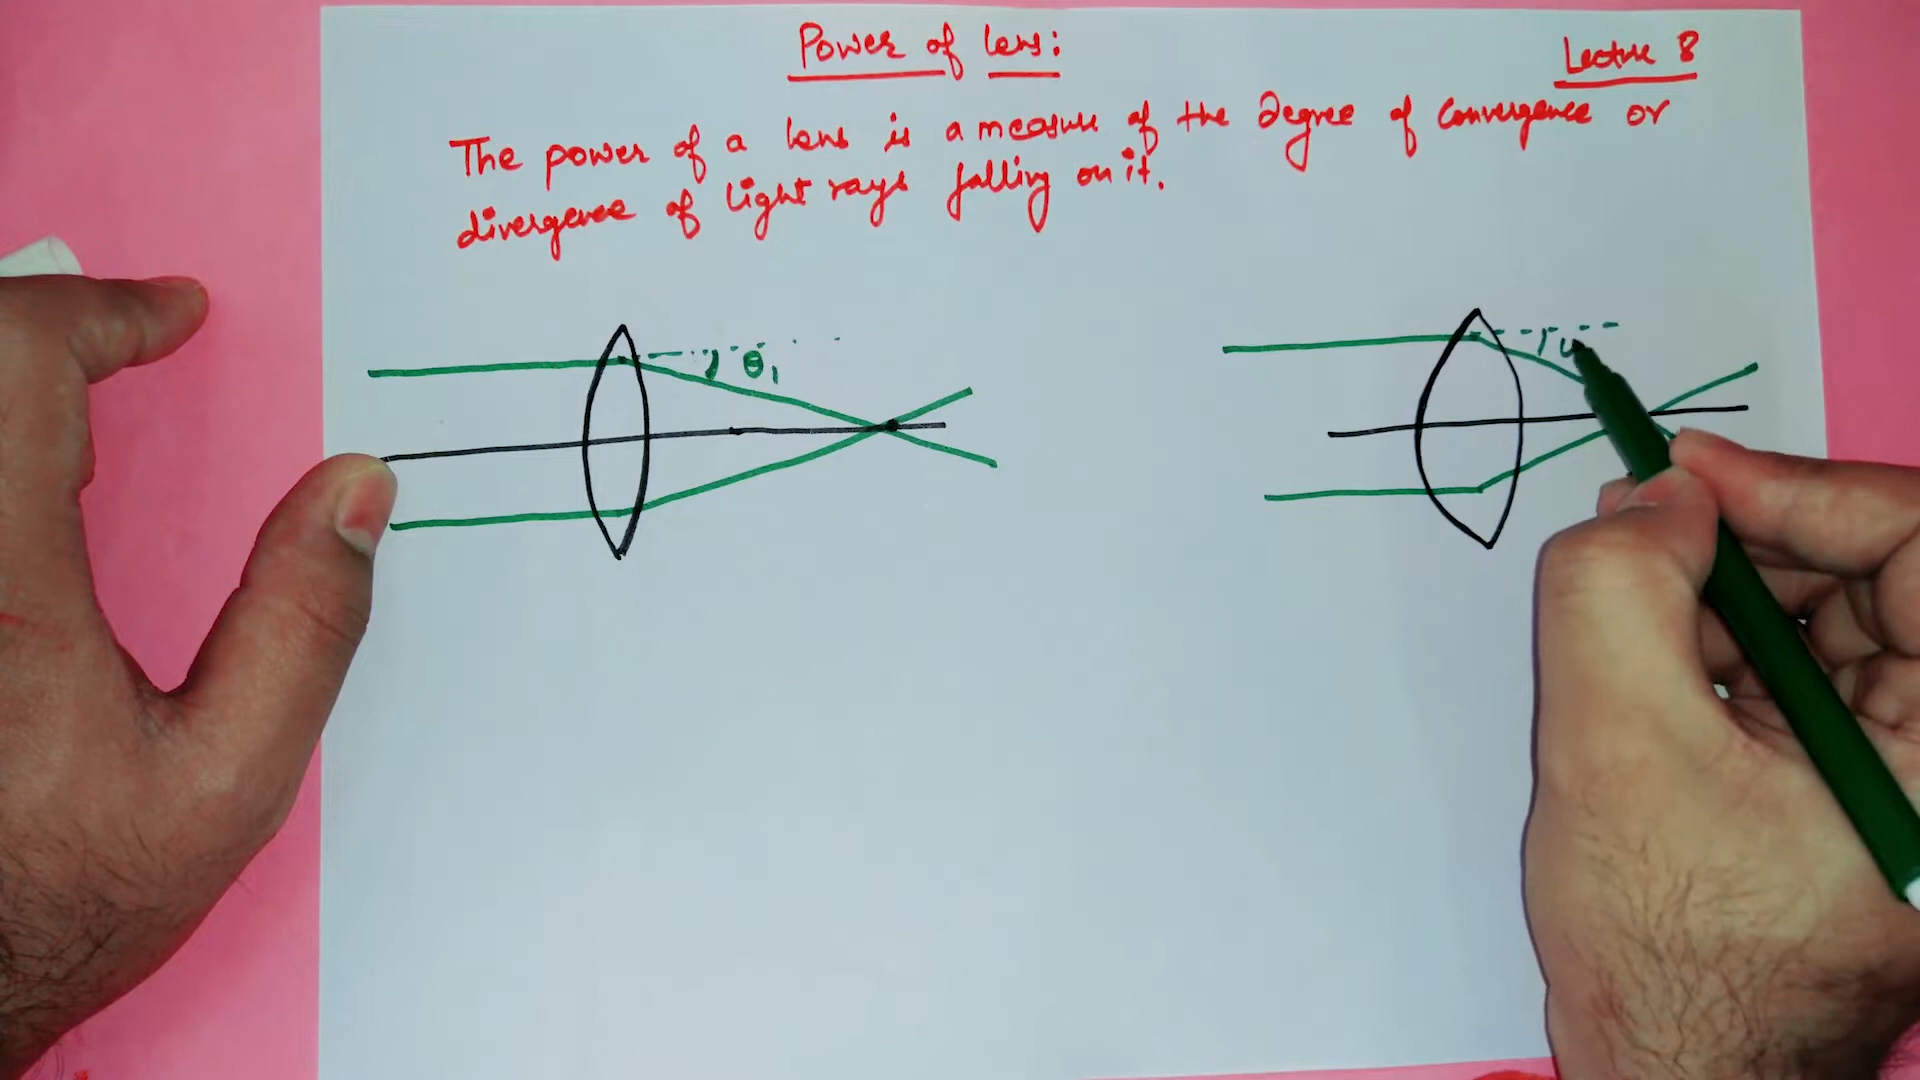 Power of lens:
Lecture 8
The power of a lens is a measure of the Degree of Convergence or
divergence of light rays falling on it.
θ₁